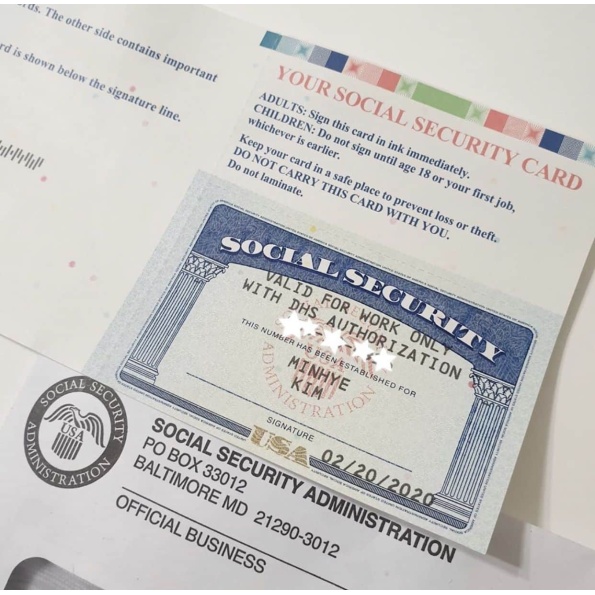 rds. The other side contains important
rd is shown below the signature line.
YOUR SOCIAL SECURITY CARD
ADULTS: Sign this card in ink immediately.
CHILDREN: Do not sign until age 18 or your first job,
whichever is earlier.
Keep your card in a safe place to prevent loss or theft.
DO NOT CARRY THIS CARD WITH YOU.
Do not laminate.
SOCIAL SECURITY
VALID FOR WORK ONLY
WITH DHS AUTHORIZATION
THIS NUMBER HAS BEEN ESTABLISHED FOR
MINHYE
KIM
ADMINISTRATION
SIGNATURE
USA
02/20/2020
SOCIAL SECURITY
USA
ADMINISTRATION
SOCIAL SECURITY ADMINISTRATION
PO BOX 33012
BALTIMORE MD 21290-3012
OFFICIAL BUSINESS